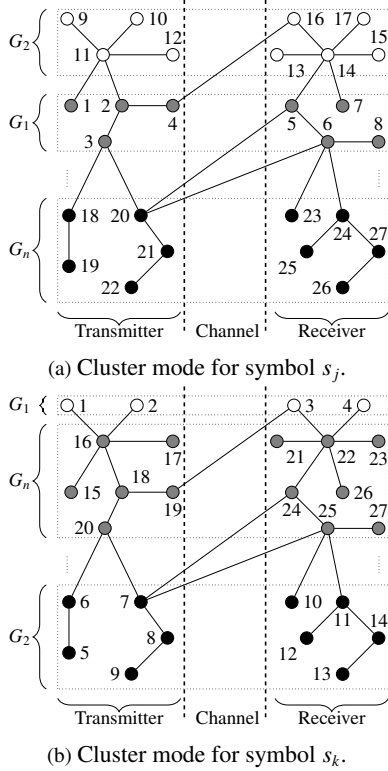 9 10 16 17
G2 12 15
11 13 14
G1 1 2 4 5 7
3 6 8
Gn 18 20 23 24 27
19 21 25
22 26
Transmitter Channel Receiver
(a) Cluster mode for symbol sj.
G1 1 2 3 4
16 17 21 22 23
Gn 15 18 19 24 26
20 25 27
6 7 10 11 14
G2 5 8 12
9 13
Transmitter Channel Receiver
(b) Cluster mode for symbol sk.